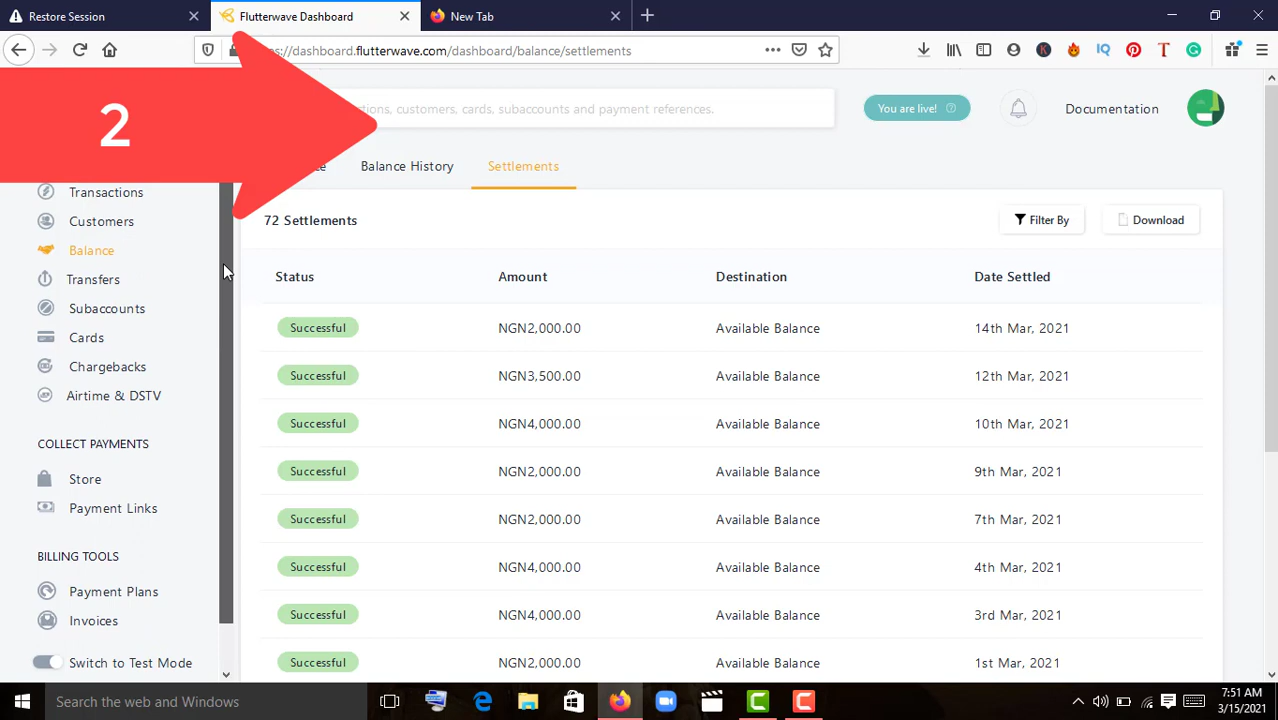 Restore Session
Flutterwave Dashboard
New Tab
https://dashboard.flutterwave.com/dashboard/balance/settlements
2
customers, cards, subaccounts and payment references.
You are live!
Documentation
Balance History
Settlements
Transactions
Customers
Balance
Transfers
Subaccounts
Cards
Chargebacks
Airtime & DSTV
COLLECT PAYMENTS
Store
Payment Links
BILLING TOOLS
Payment Plans
Invoices
Switch to Test Mode
72 Settlements
Filter By
Download
Status Amount Destination Date Settled
Successful NGN2,000.00 Available Balance 14th Mar, 2021
Successful NGN3,500.00 Available Balance 12th Mar, 2021
Successful NGN4,000.00 Available Balance 10th Mar, 2021
Successful NGN2,000.00 Available Balance 9th Mar, 2021
Successful NGN2,000.00 Available Balance 7th Mar, 2021
Successful NGN4,000.00 Available Balance 4th Mar, 2021
Successful NGN4,000.00 Available Balance 3rd Mar, 2021
Successful NGN2,000.00 Available Balance 1st Mar, 2021
Search the web and Windows
7:51 AM
3/15/2021